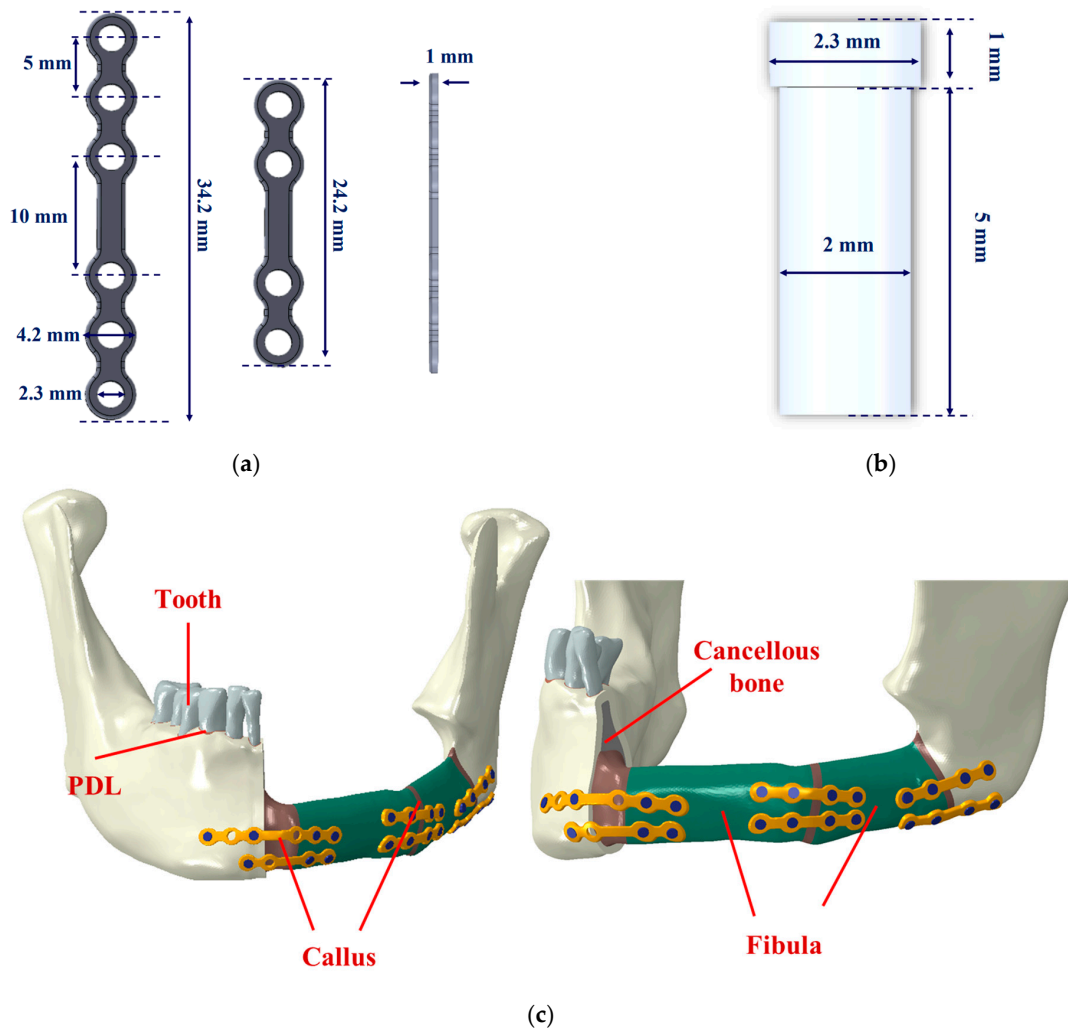 5 mm
10 mm
4.2 mm
2.3 mm
34.2 mm
24.2 mm
1 mm
(a)
2.3 mm
1 mm
2 mm
5 mm
(b)
Tooth
PDL
Callus
Cancellous
bone
Fibula
(c)